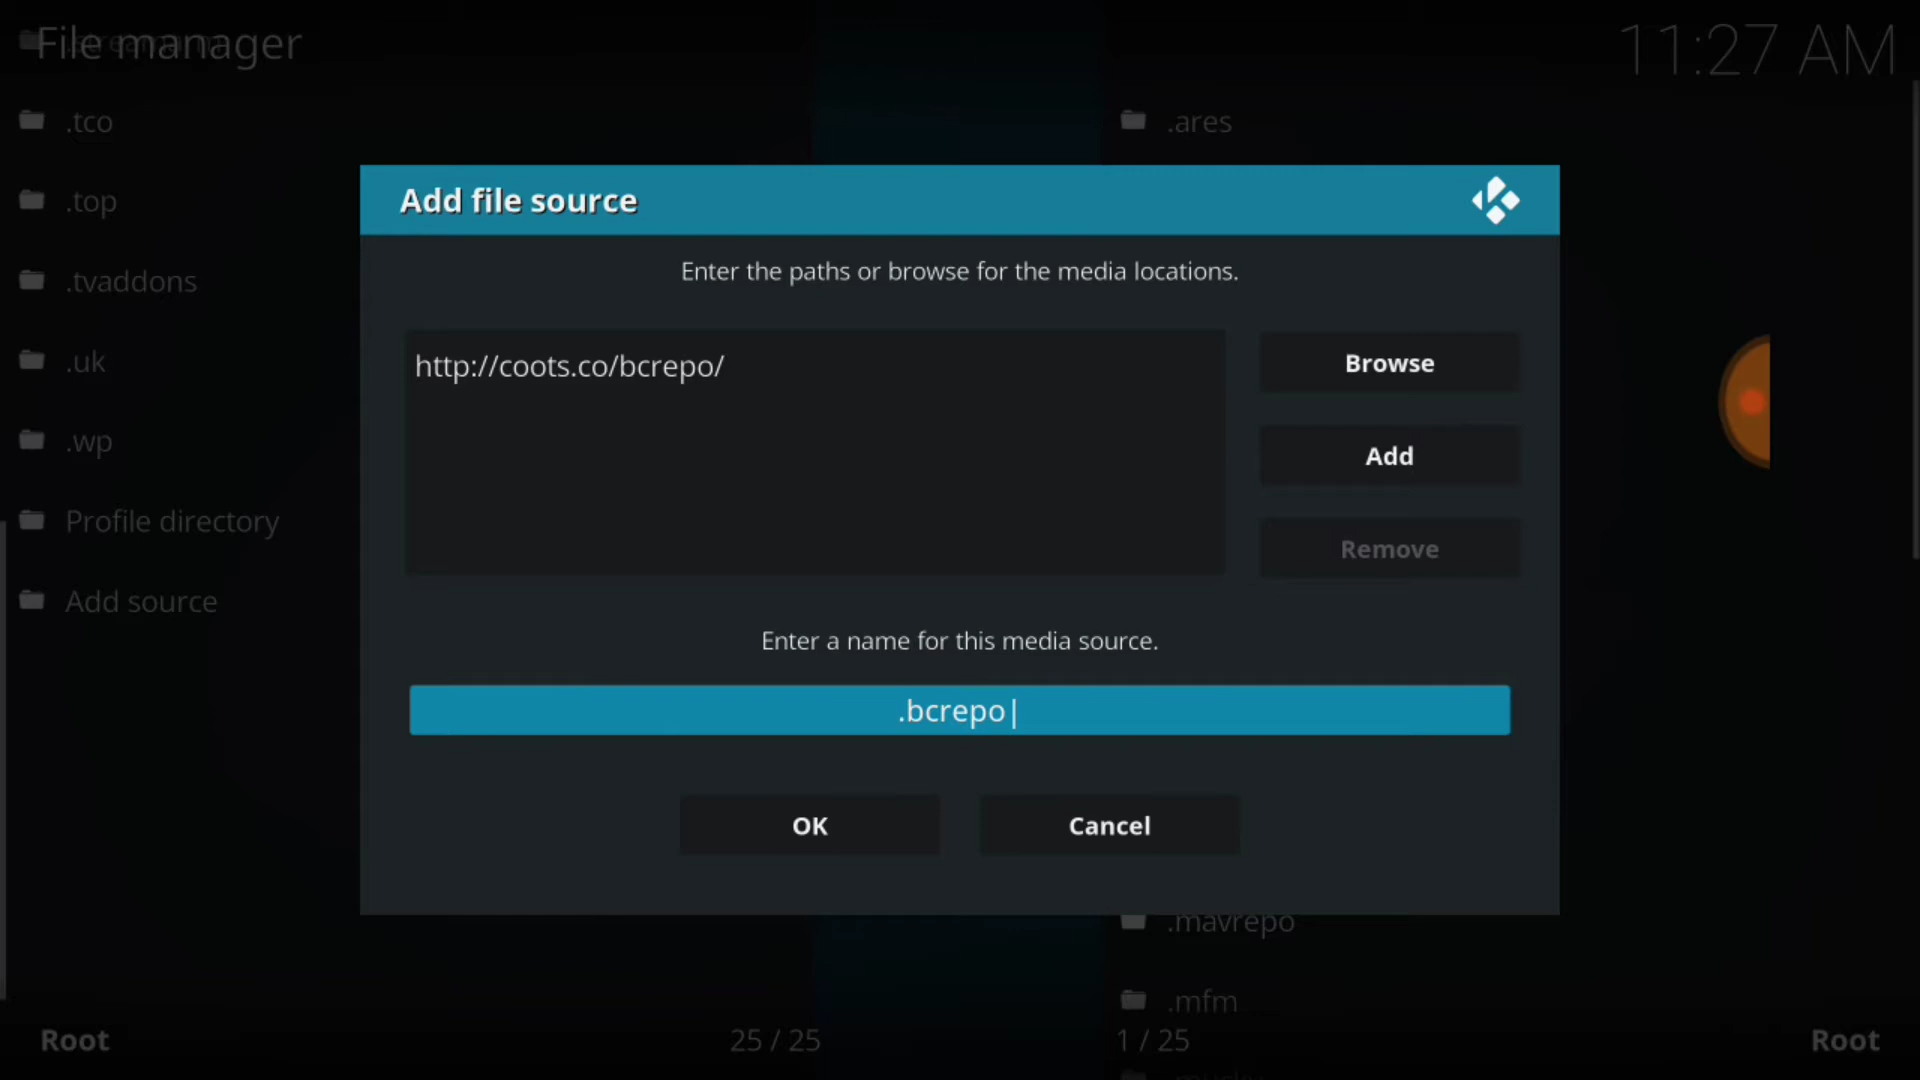 File manager
11:27 AM
.tco
.ares
.top
.tvaddons
.uk
.wp
Profile directory
Add source
Add file source
Enter the paths or browse for the media locations.
http://coots.co/bcrepo/
Browse
Add
Remove
Enter a name for this media source.
.bcrepo|
OK
Cancel
.mavrepo
.mfm
Root
25 / 25
1 / 25
Root